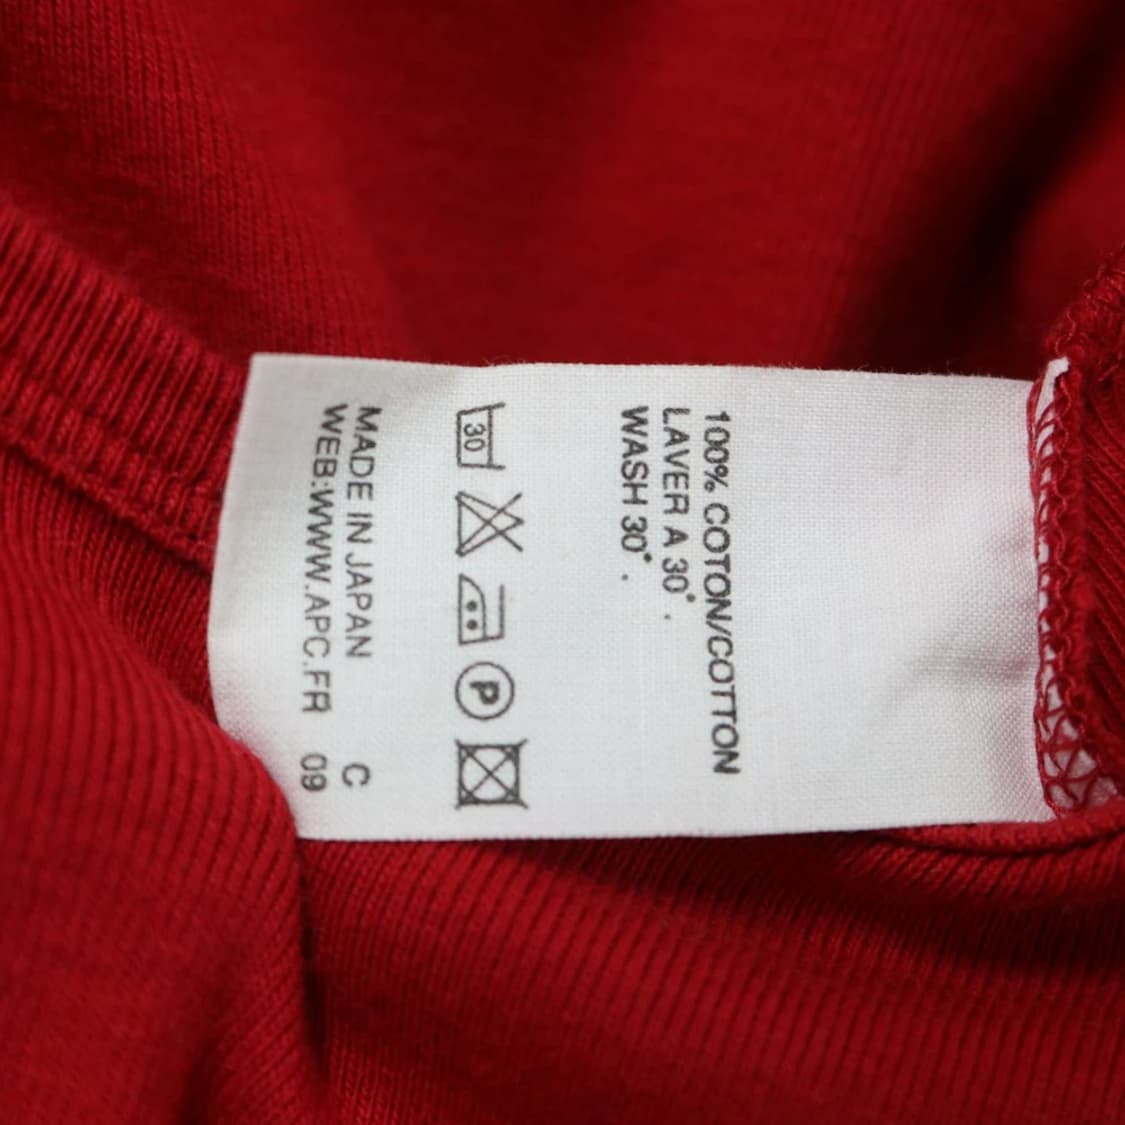 100% COTON/COTTON
LAVER A 30°.
WASH 30°.
30
P
MADE IN JAPAN C
WEB:WWW.APC.FR 09